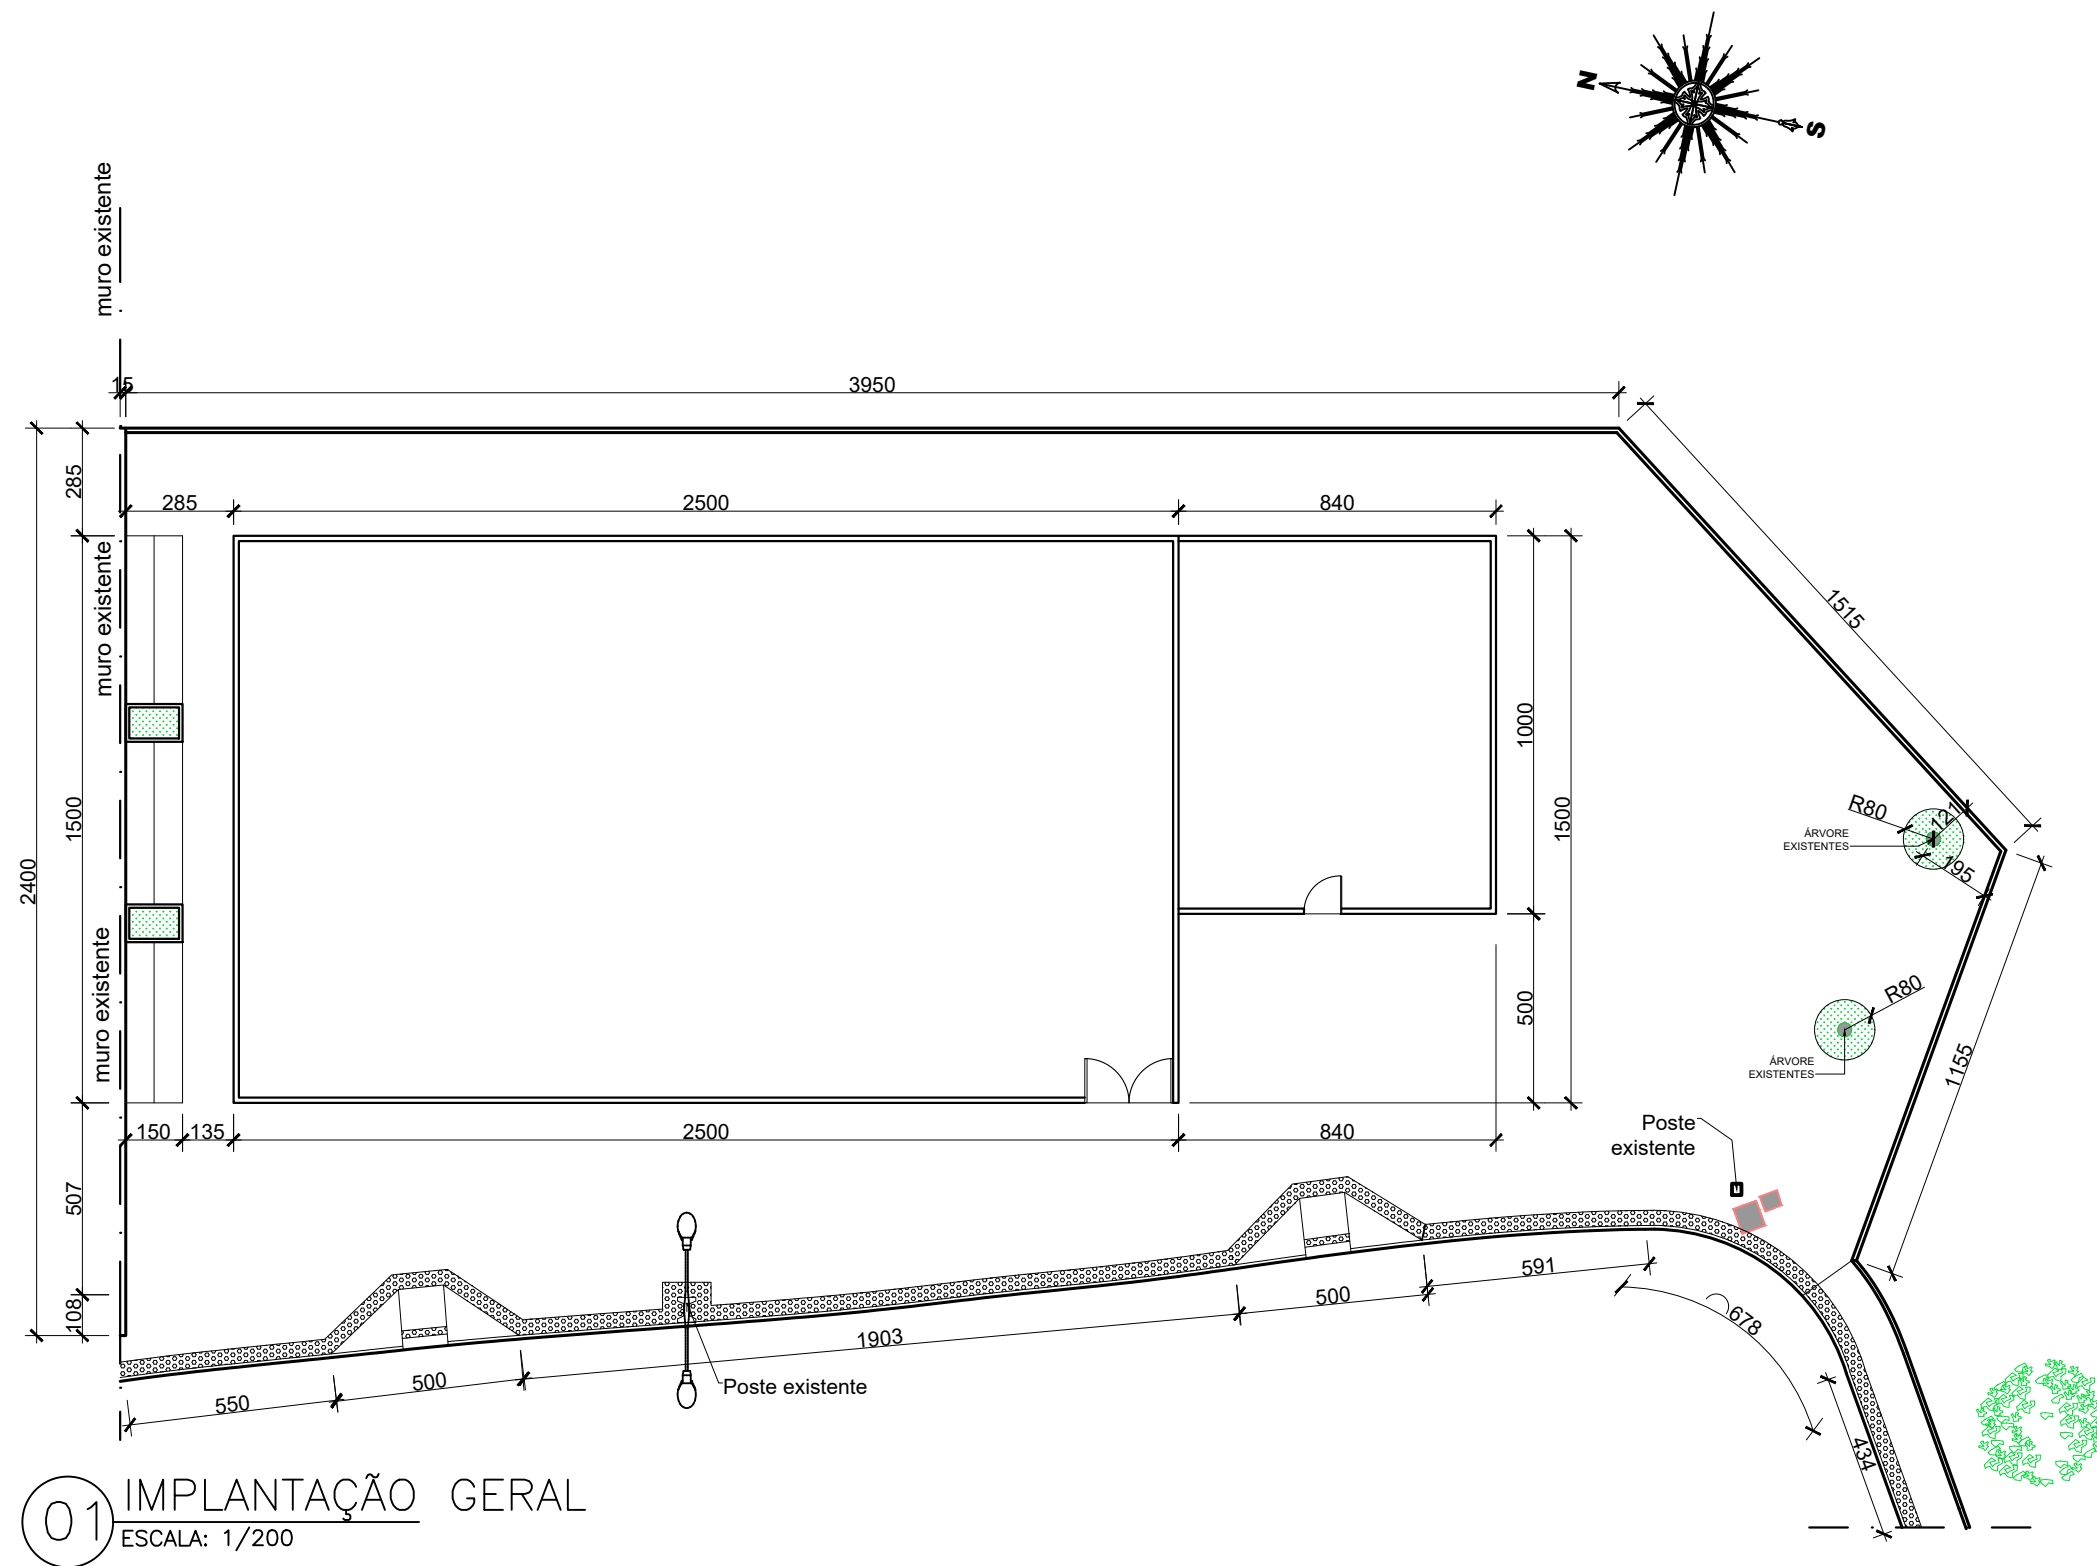 N
S
muro existente
15
3950
285
285
2500
840
muro existente
1515
1000
1500
1500
2400
R80
121
ÁRVORE
EXISTENTES
195
muro existente
500
R80
ÁRVORE
EXISTENTES
1155
150
135
2500
840
Poste
existente
507
108
591
500
678
1903
550
500
Poste existente
434
01
IMPLANTAÇÃO GERAL
ESCALA: 1/200